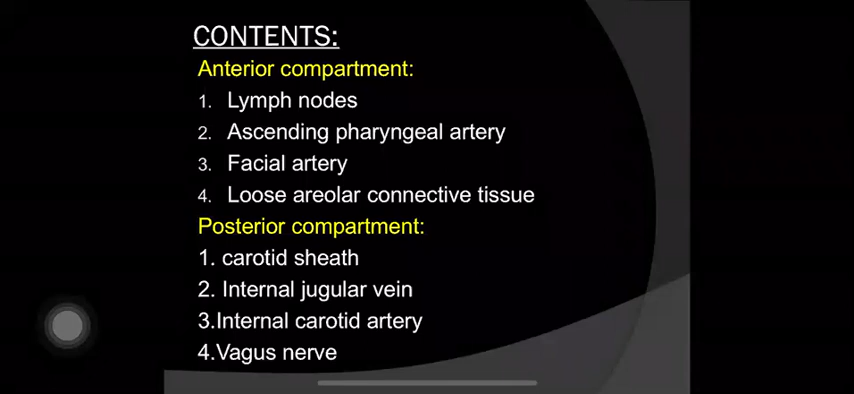 CONTENTS:
Anterior compartment:
1. Lymph nodes
2. Ascending pharyngeal artery
3. Facial artery
4. Loose areolar connective tissue
Posterior compartment:
1. carotid sheath
2. Internal jugular vein
3.Internal carotid artery
4.Vagus nerve